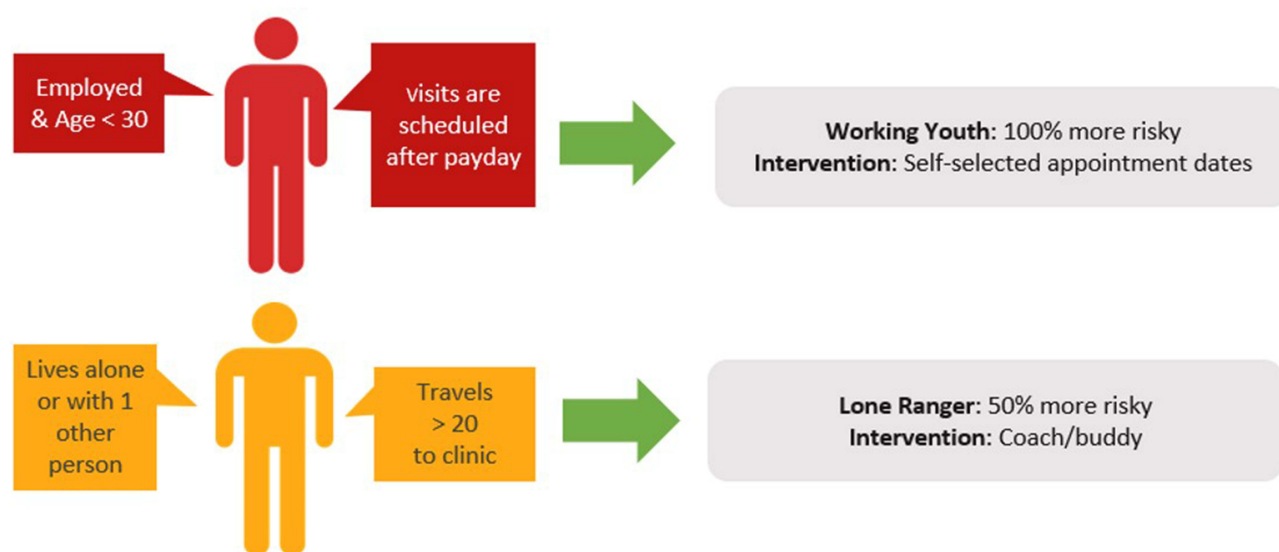 Employed
& Age < 30
visits are
scheduled
after payday
Working Youth: 100% more risky
Intervention: Self-selected appointment dates
Lives alone
or with 1
other
person
Travels
> 20
to clinic
Lone Ranger: 50% more risky
Intervention: Coach/buddy